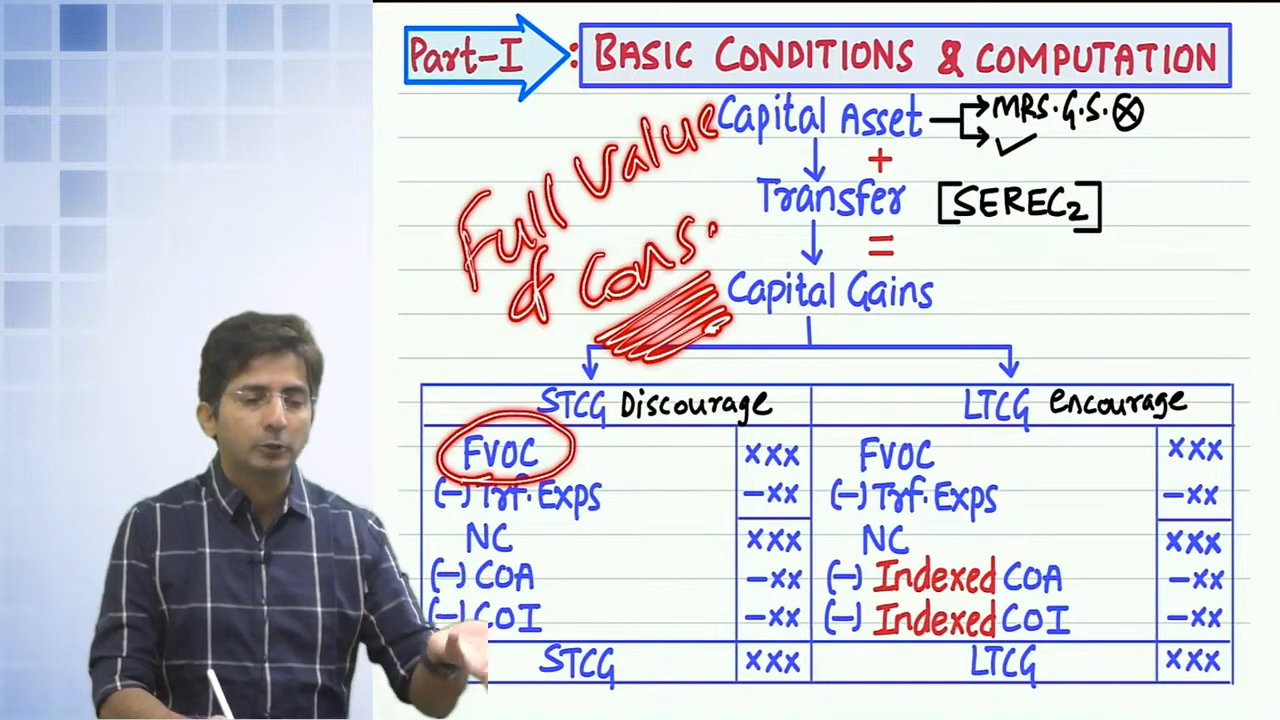 Part-I : BASIC CONDITIONS & COMPUTATION
Capital Asset MRS.G.S. ⊗
✓
+
Transfer [SEREC2]
=
Capital Gains
Full Value
of Cons.
STCG Discourage
FVOC xxx
(-) Trf. Exps -xx
NC xxx
(-) COA -xx
(-) COI -xx
STCG xxx
LTCG encourage
FVOC xxx
(-) Trf. Exps -xx
NC xxx
(-) Indexed COA -xx
(-) Indexed COI -xx
LTCG xxx